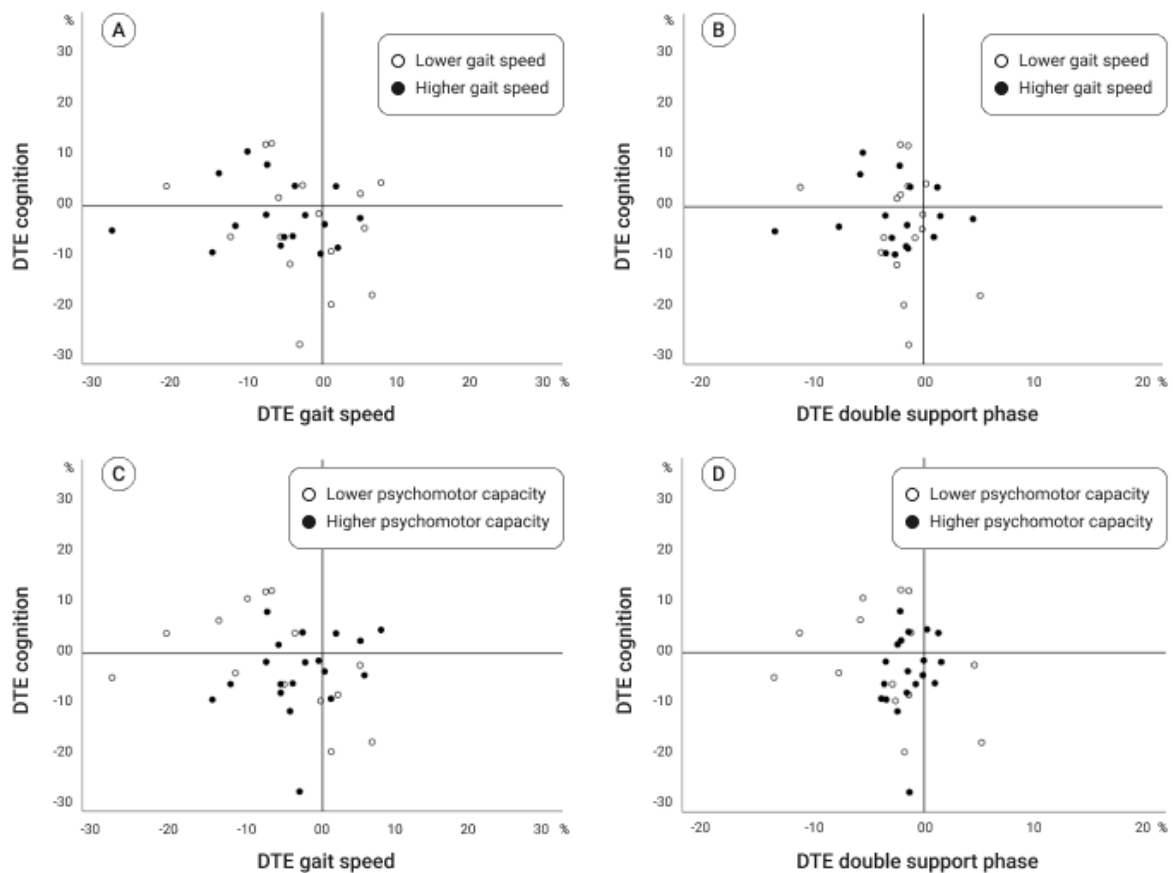 %
A
30
20
10
00
-10
-20
-30
DTE cognition
Lower gait speed
Higher gait speed
-30 -20 -10 00 10 20 30 %
DTE gait speed
%
B
30
20
10
00
-10
-20
-30
DTE cognition
Lower gait speed
Higher gait speed
-20 -10 00 10 20 %
DTE double support phase
%
C
30
20
10
00
-10
-20
-30
DTE cognition
Lower psychomotor capacity
Higher psychomotor capacity
-30 -20 -10 00 10 20 30 %
DTE gait speed
%
D
30
20
10
00
-10
-20
-30
DTE cognition
Lower psychomotor capacity
Higher psychomotor capacity
-20 -10 00 10 20 %
DTE double support phase